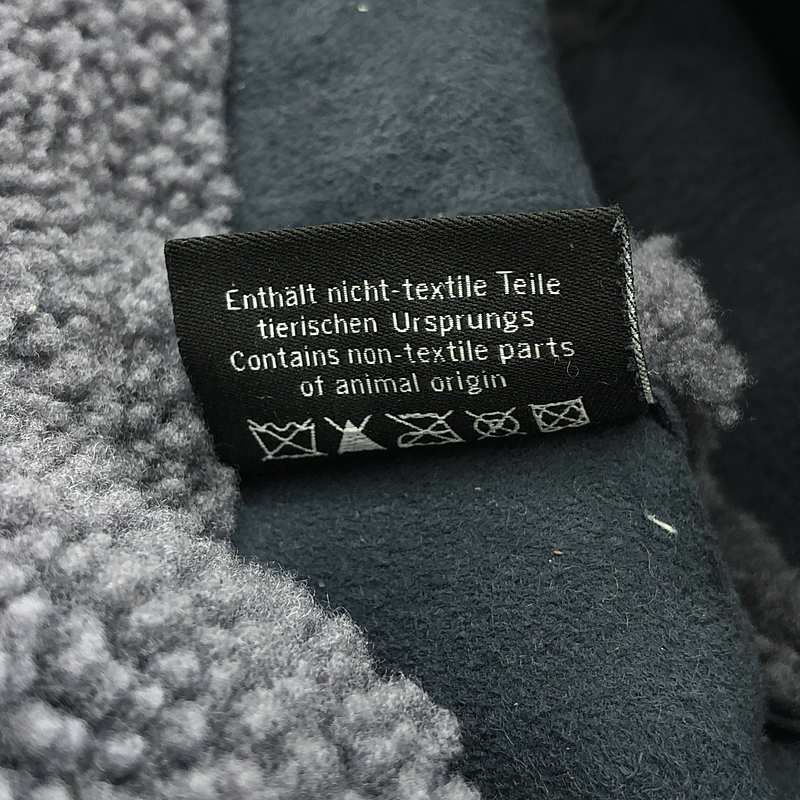 Enthält nicht-textile Teile
tierischen Ursprungs
Contains non-textile parts
of animal origin